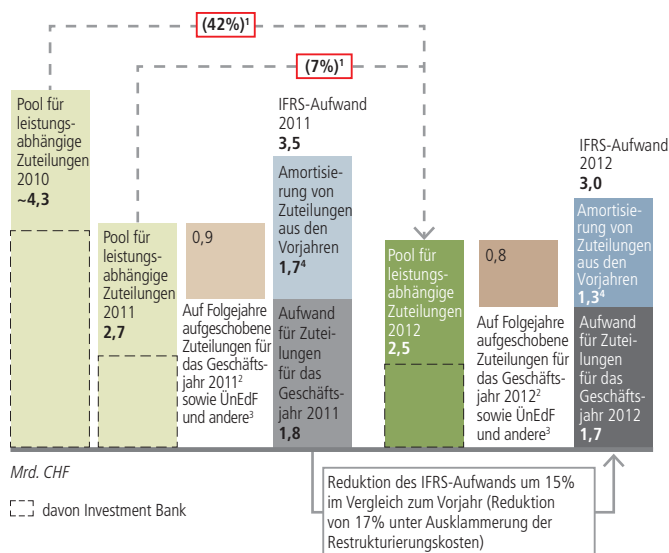 (42%)¹
(7%)¹
Pool für
leistungs-
abhängige
Zuteilungen
2010
~4,3
Pool für
leistungs-
abhängige
Zuteilungen
2011
2,7
0,9
Auf Folgejahre
aufgeschobene
Zuteilungen für
das Geschäfts-
jahr 2011²
sowie ÜnEdF
und andere³
IFRS-Aufwand
2011
3,5
Amortisie-
rung von
Zuteilungen
aus den
Vorjahren
1,7⁴
Aufwand
für Zutei-
lungen
für das
Geschäfts-
jahr 2011
1,8
Pool für
leistungs-
abhängige
Zuteilungen
2012
2,5
0,8
Auf Folgejahre
aufgeschobene
Zuteilungen für
das Geschäfts-
jahr 2012²
sowie ÜnEdF
und andere³
IFRS-Aufwand
2012
3,0
Amortisie-
rung von
Zuteilungen
aus den
Vorjahren
1,3⁴
Aufwand
für Zutei-
lungen
für das
Geschäfts-
jahr 2012
1,7
Mrd. CHF
davon Investment Bank
Reduktion des IFRS-Aufwands um 15%
im Vergleich zum Vorjahr (Reduktion
von 17% unter Ausklammerung der
Restrukturierungskosten)